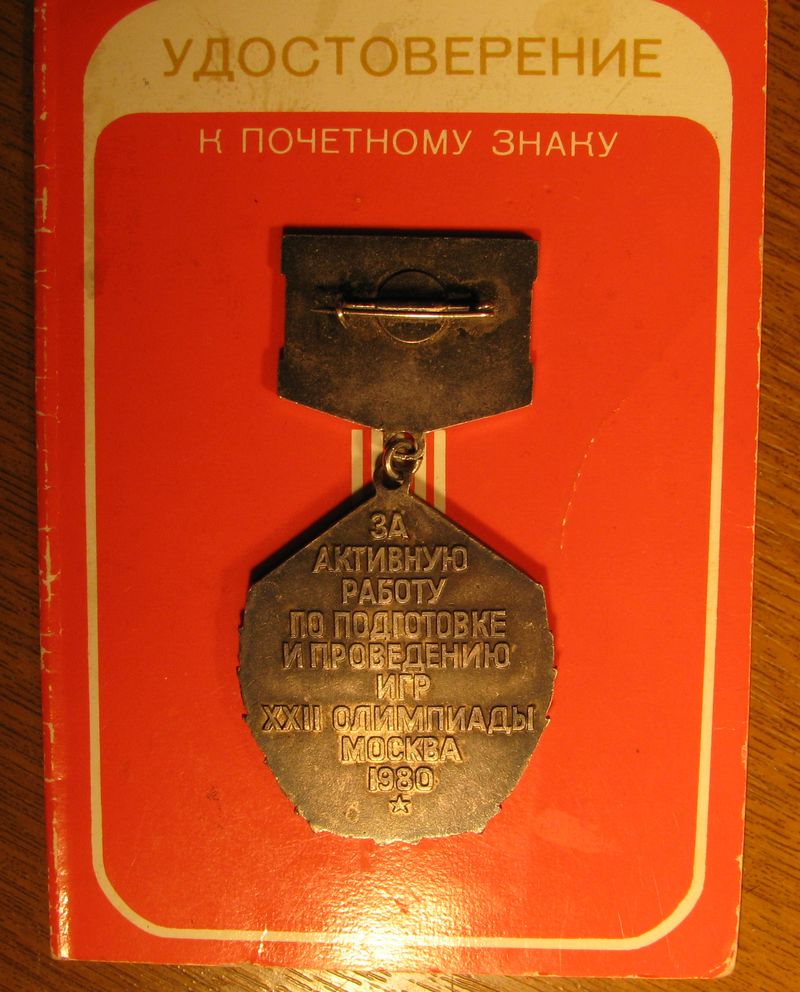 УДОСТОВЕРЕНИЕ
К ПОЧЕТНОМУ ЗНАКУ
ЗА
АКТИВНУЮ
РАБОТУ
ПО ПОДГОТОВКЕ
И ПРОВЕДЕНИЮ
ИГР
XXII ОЛИМПИАДЫ
МОСКВА
1980